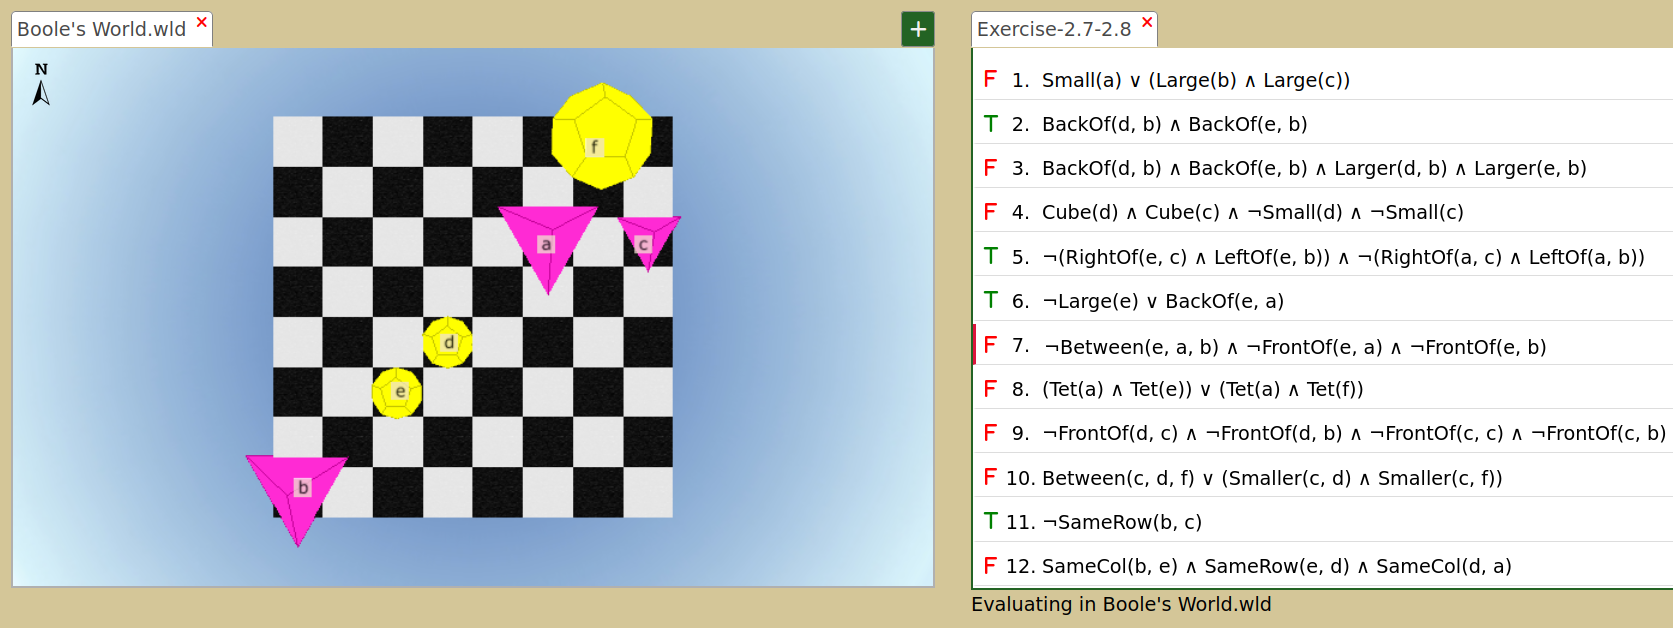 Boole's World.wld ×
+
N
f
a
c
d
e
b
Exercise-2.7-2.8 ×
F 1. Small(a) ∨ (Large(b) ∧ Large(c))
T 2. BackOf(d, b) ∧ BackOf(e, b)
F 3. BackOf(d, b) ∧ BackOf(e, b) ∧ Larger(d, b) ∧ Larger(e, b)
F 4. Cube(d) ∧ Cube(c) ∧ ¬Small(d) ∧ ¬Small(c)
T 5. ¬(RightOf(e, c) ∧ LeftOf(e, b)) ∧ ¬(RightOf(a, c) ∧ LeftOf(a, b))
T 6. ¬Large(e) ∨ BackOf(e, a)
F 7. ¬Between(e, a, b) ∧ ¬FrontOf(e, a) ∧ ¬FrontOf(e, b)
F 8. (Tet(a) ∧ Tet(e)) ∨ (Tet(a) ∧ Tet(f))
F 9. ¬FrontOf(d, c) ∧ ¬FrontOf(d, b) ∧ ¬FrontOf(c, c) ∧ ¬FrontOf(c, b)
F 10. Between(c, d, f) ∨ (Smaller(c, d) ∧ Smaller(c, f))
T 11. ¬SameRow(b, c)
F 12. SameCol(b, e) ∧ SameRow(e, d) ∧ SameCol(d, a)
Evaluating in Boole's World.wld